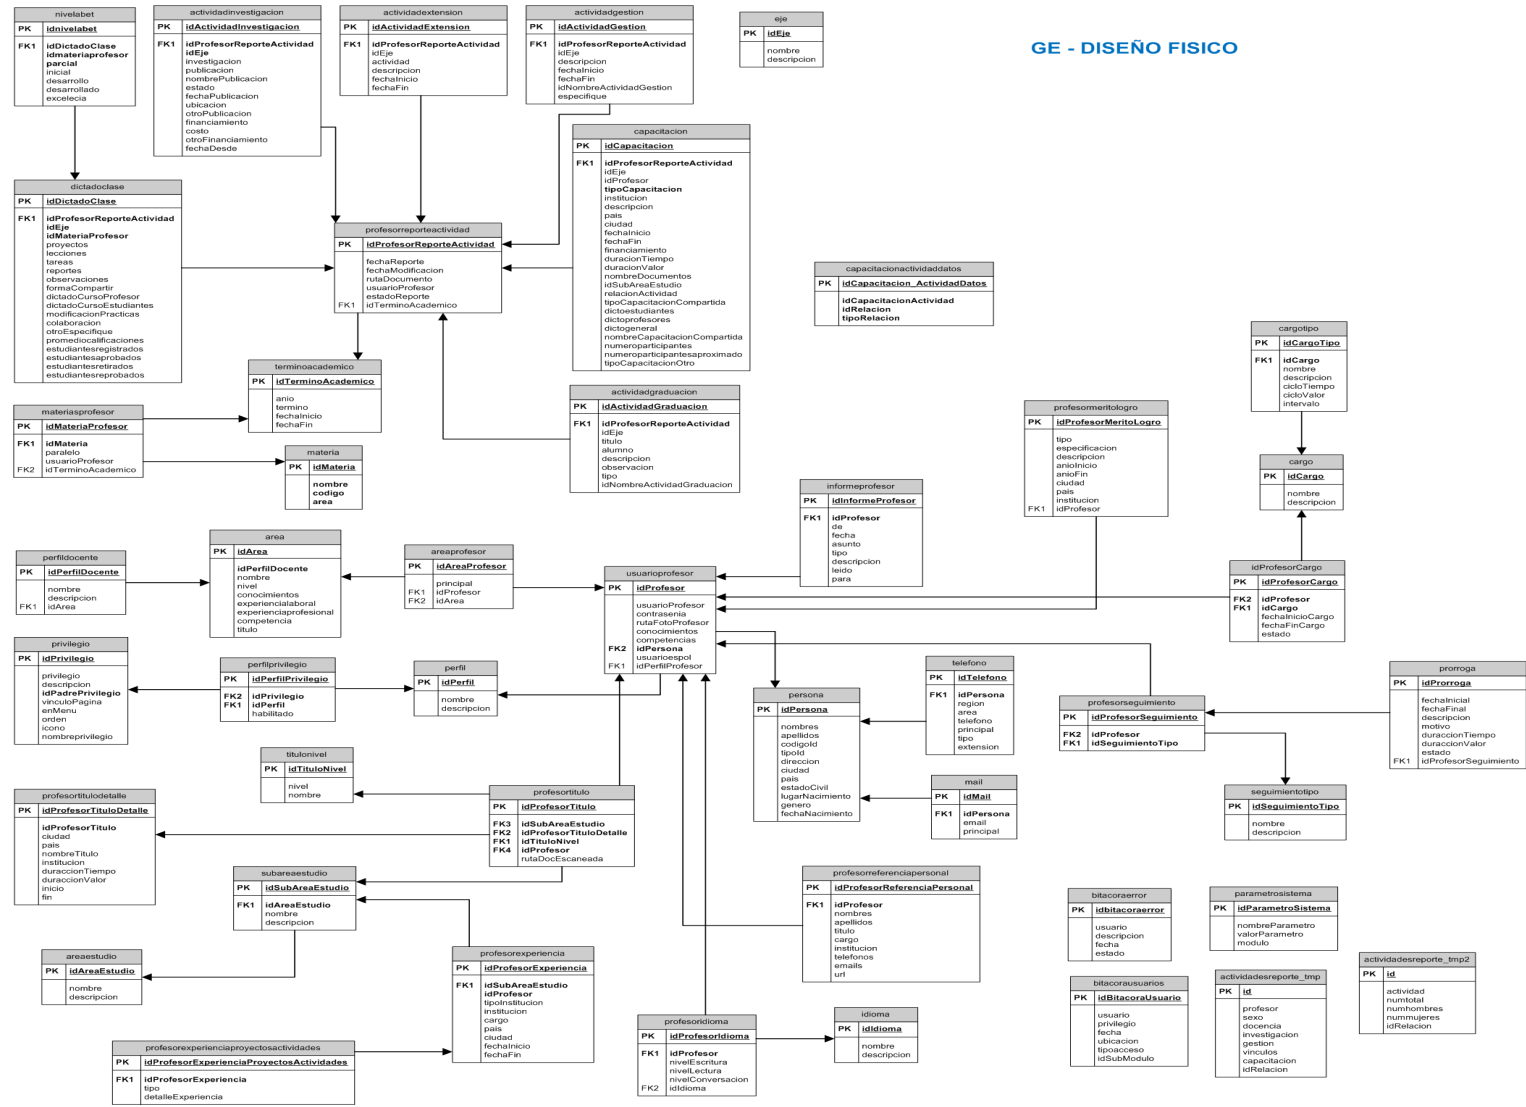 GE - DISEÑO FISICO
nivelabet
PK idnivelabet
FK1 idDictadoClase
idmateriaprofesor
parcial
inicial
desarrollo
desarrollado
excelecia
actividadinvestigacion
PK idActividadInvestigacion
FK1 idProfesorReporteActividad
idEje
investigacion
publicacion
nombrePublicacion
estado
fechaPublicacion
ubicacion
otroPublicacion
financiamiento
costo
otroFinanciamiento
fechaDesde
actividadextension
PK idActividadExtension
FK1 idProfesorReporteActividad
idEje
actividad
descripcion
fechaInicio
fechaFin
actividadgestion
PK idActividadGestion
FK1 idProfesorReporteActividad
idEje
descripcion
fechaInicio
fechaFin
idNombreActividadGestion
especifique
eje
PK idEje
nombre
descripcion
capacitacion
PK idCapacitacion
FK1 idProfesorReporteActividad
idEje
idProfesor
tipoCapacitacion
institucion
descripcion
pais
ciudad
fechaInicio
fechaFin
financiamiento
duracionTiempo
duracionValor
nombreDocumentos
idSubAreaEstudio
relacionActividad
tipoCapacitacionCompartida
dictoestudiantes
dictoprofesores
dictogeneral
nombreCapacitacionCompartida
numeroparticipantes
numeroparticipantesaproximado
tipoCapacitacionOtro
dictadoclase
PK idDictadoClase
FK1 idProfesorReporteActividad
idEje
idMateriaProfesor
proyectos
lecciones
tareas
reportes
observaciones
formaCompartir
dictadoCursoProfesor
dictadoCursoEstudiantes
modificacionPracticas
colaboracion
otroEspecifique
promediocalificaciones
estudiantesregistrados
estudiantesaprobados
estudiantesretirados
estudiantesreprobados
profesorreporteactividad
PK idProfesorReporteActividad
fechaReporte
fechaModificacion
rutaDocumento
usuarioProfesor
estadoReporte
FK1 idTerminoAcademico
capacitacionactividaddatos
PK idCapacitacion_ActividadDatos
idCapacitacionActividad
idRelacion
tipoRelacion
cargotipo
PK idCargoTipo
FK1 idCargo
nombre
descripcion
cicloTiempo
cicloValor
intervalo
terminoacademico
PK idTerminoAcademico
anio
termino
fechaInicio
fechaFin
materiasprofesor
PK idMateriaProfesor
FK1 idMateria
paralelo
usuarioProfesor
FK2 idTerminoAcademico
materia
PK idMateria
nombre
codigo
area
actividadgraduacion
PK idActividadGraduacion
FK1 idProfesorReporteActividad
idEje
titulo
alumno
descripcion
observacion
tipo
idNombreActividadGraduacion
profesormeritologro
PK idProfesorMeritoLogro
tipo
especificacion
descripcion
anioInicio
anioFin
ciudad
pais
institucion
FK1 idProfesor
cargo
PK idCargo
nombre
descripcion
informeprofesor
PK idInformeProfesor
FK1 idProfesor
de
fecha
asunto
tipo
descripcion
leido
para
perfildocente
PK idPerfilDocente
nombre
descripcion
FK1 idArea
area
PK idArea
idPerfilDocente
nombre
nivel
conocimientos
experiencialaboral
experienciaprofesional
competencia
titulo
areaprofesor
PK idAreaProfesor
principal
FK1 idProfesor
FK2 idArea
usuarioprofesor
PK idProfesor
usuarioProfesor
contrasenia
rutaFotoProfesor
conocimientos
competencias
FK2 idPersona
usuarioespol
FK1 idPerfilProfesor
idProfesorCargo
PK idProfesorCargo
FK2 idProfesor
FK1 idCargo
fechaInicioCargo
fechaFinCargo
estado
privilegio
PK idPrivilegio
privilegio
descripcion
idPadrePrivilegio
vinculoPagina
enMenu
orden
icono
nombreprivilegio
perfilprivilegio
PK idPerfilPrivilegio
FK2 idPrivilegio
FK1 idPerfil
habilitado
perfil
PK idPerfil
nombre
descripcion
persona
PK idPersona
nombres
apellidos
codigoId
tipoId
direccion
ciudad
pais
estadoCivil
lugarNacimiento
genero
fechaNacimiento
telefono
PK idTelefono
FK1 idPersona
region
area
telefono
principal
tipo
extension
profesorseguimiento
PK idProfesorSeguimiento
FK2 idProfesor
FK1 idSeguimientoTipo
prorroga
PK idProrroga
fechaInicial
fechaFinal
descripcion
motivo
duraccionTiempo
duraccionValor
estado
FK1 idProfesorSeguimiento
titulonivel
PK idTituloNivel
nivel
nombre
mail
PK idMail
FK1 idPersona
email
principal
seguimientotipo
PK idSeguimientoTipo
nombre
descripcion
profesortitulodetalle
PK idProfesorTituloDetalle
idProfesorTitulo
ciudad
pais
nombreTitulo
institucion
duraccionTiempo
duraccionValor
inicio
fin
profesortitulo
PK idProfesorTitulo
FK3 idSubAreaEstudio
FK2 idProfesorTituloDetalle
FK1 idTituloNivel
FK4 idProfesor
rutaDocEscaneada
subareaestudio
PK idSubAreaEstudio
FK1 idAreaEstudio
nombre
descripcion
profesorreferenciapersonal
PK idProfesorReferenciaPersonal
FK1 idProfesor
nombres
apellidos
titulo
cargo
institucion
telefonos
emails
url
bitacoraerror
PK idbitacoraerror
usuario
descripcion
fecha
estado
parametrosistema
PK idParametroSistema
nombreParametro
valorParametro
modulo
areaestudio
PK idAreaEstudio
nombre
descripcion
profesorexperiencia
PK idProfesorExperiencia
FK1 idSubAreaEstudio
idProfesor
tipoInstitucion
institucion
cargo
pais
ciudad
fechaInicio
fechaFin
bitacorausuarios
PK idBitacoraUsuario
usuario
privilegio
fecha
ubicacion
tipoacceso
idSubModulo
actividadesreporte_tmp
PK id
profesor
sexo
docencia
investigacion
gestion
vinculos
capacitacion
idRelacion
actividadesreporte_tmp2
PK id
actividad
numtotal
numhombres
nummujeres
idRelacion
profesorexperienciaproyectosactividades
PK idProfesorExperienciaProyectosActividades
FK1 idProfesorExperiencia
tipo
detalleExperiencia
profesoridioma
PK idProfesorIdioma
FK1 idProfesor
nivelEscritura
nivelLectura
nivelConversacion
FK2 idIdioma
idioma
PK idIdioma
nombre
descripcion